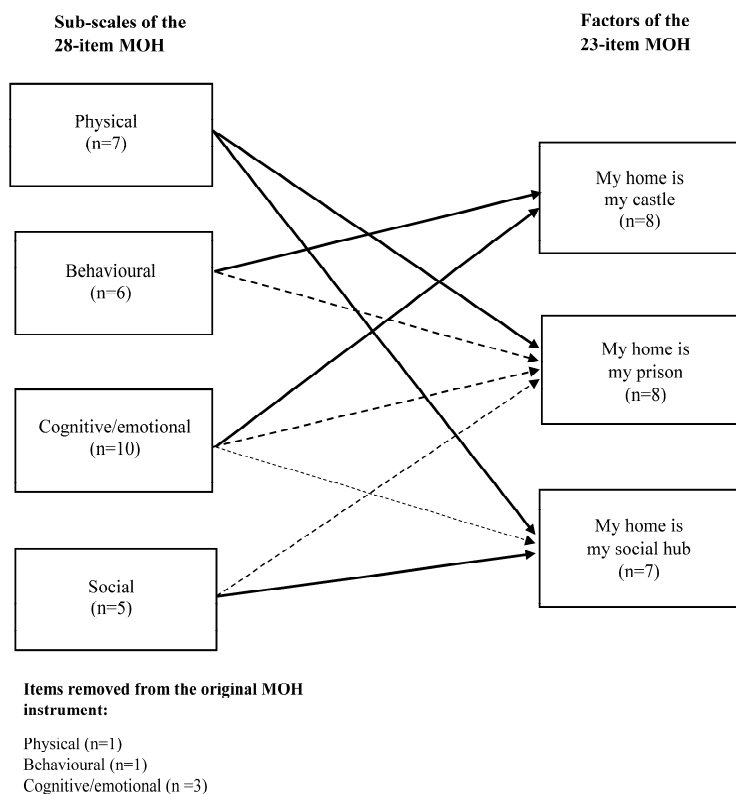 Sub-scales of the
28-item MOH
Factors of the
23-item MOH
Physical
(n=7)
Behavioural
(n=6)
Cognitive/emotional
(n=10)
Social
(n=5)
My home is
my castle
(n=8)
My home is
my prison
(n=8)
My home is
my social hub
(n=7)
Items removed from the original MOH
instrument:
Physical (n=1)
Behavioural (n=1)
Cognitive/emotional (n =3)